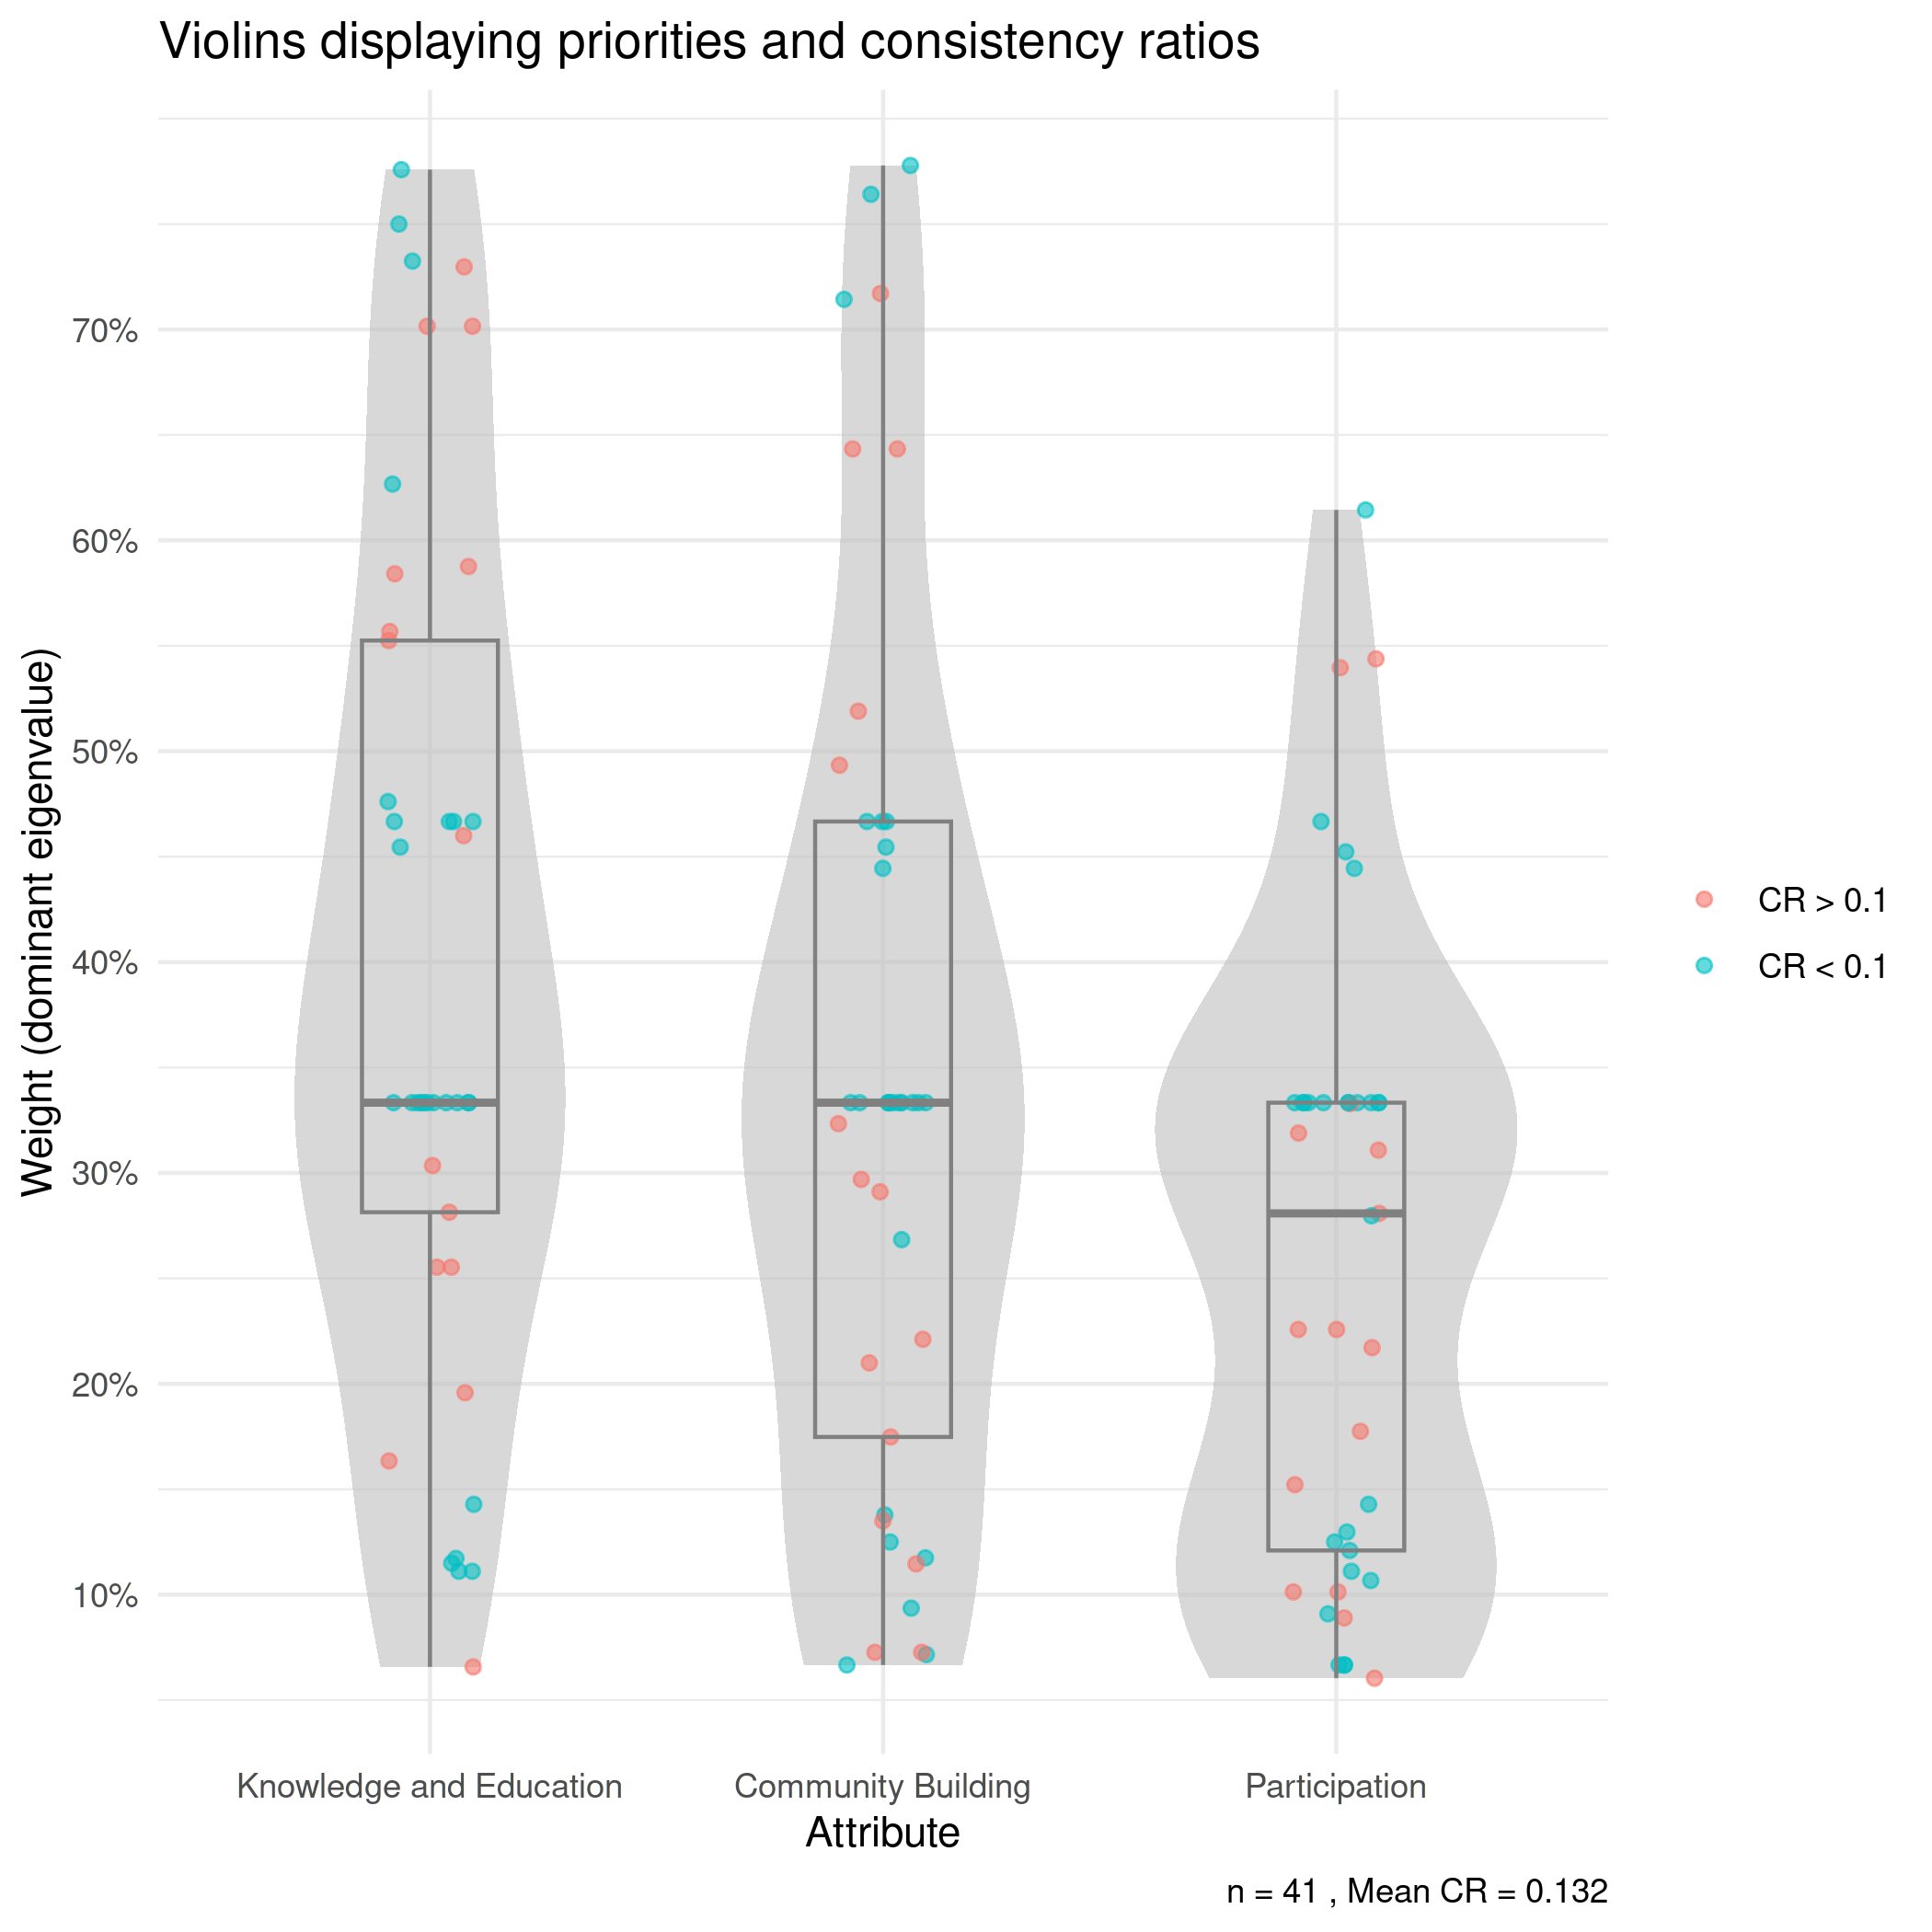 Violins displaying priorities and consistency ratios
Weight (dominant eigenvalue)
70%
60%
50%
40%
30%
20%
10%
Knowledge and Education
Community Building
Participation
Attribute
CR > 0.1
CR < 0.1
n = 41 , Mean CR = 0.132